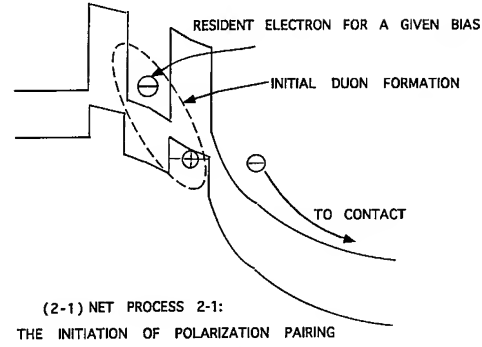 RESIDENT ELECTRON FOR A GIVEN BIAS
INITIAL DUON FORMATION
TO CONTACT
(2-1) NET PROCESS 2-1:
THE INITIATION OF POLARIZATION PAIRING